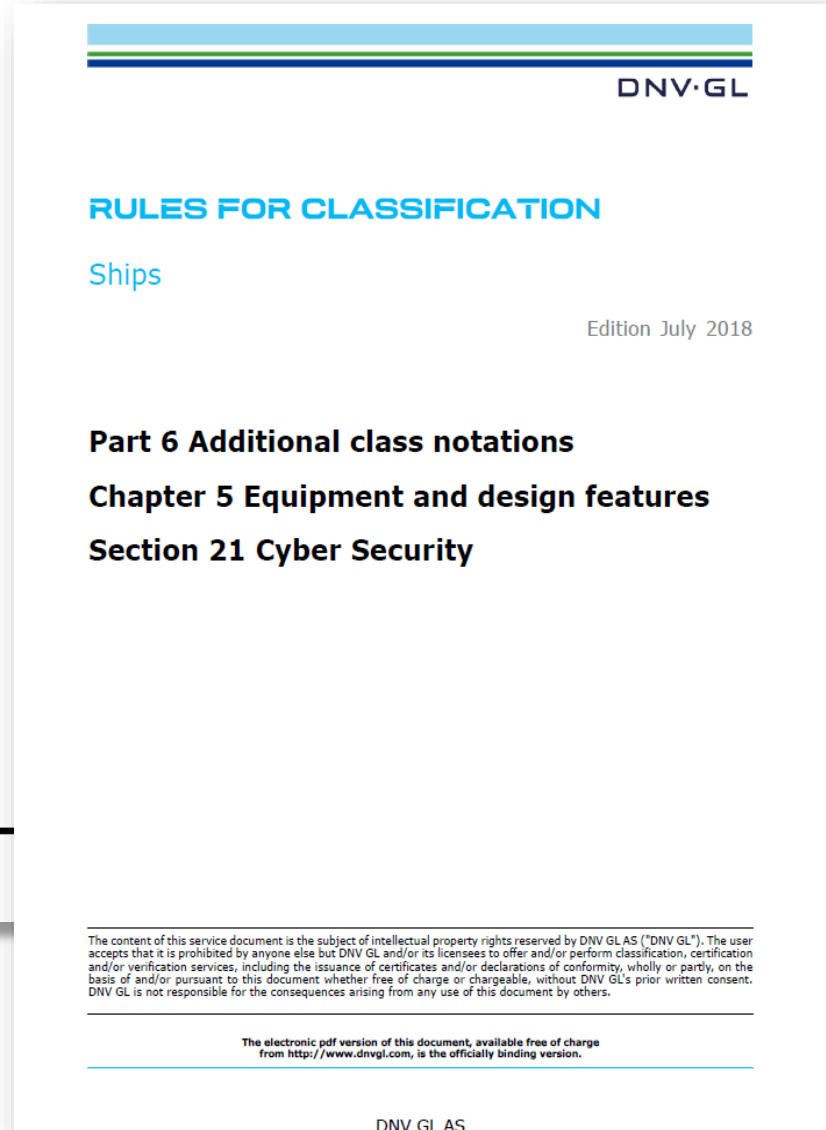 DNV·GL
RULES FOR CLASSIFICATION
Ships
Edition July 2018
Part 6 Additional class notations
Chapter 5 Equipment and design features
Section 21 Cyber Security
The content of this service document is the subject of intellectual property rights reserved by DNV GL AS ("DNV GL"). The user
accepts that it is prohibited by anyone else but DNV GL and/or its licensees to offer and/or perform classification, certification
and/or verification services, including the issuance of certificates and/or declarations of conformity, wholly or partly, on the
basis of and/or pursuant to this document whether free of charge or chargeable, without DNV GL's prior written consent.
DNV GL is not responsible for the consequences arising from any use of this document by others.
The electronic pdf version of this document, available free of charge
from http://www.dnvgl.com, is the officially binding version.
DNV GL AS